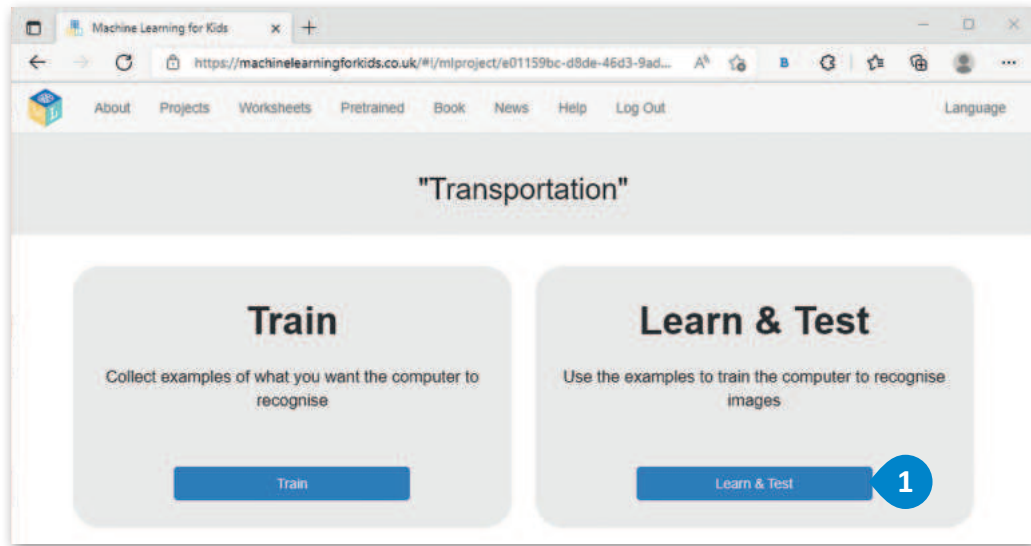 Machine Learning for Kids
https://machinelearningforkids.co.uk/#!/mlproject/e01159bc-d8de-46d3-9ad...
About Projects Worksheets Pretrained Book News Help Log Out Language
"Transportation"
Train
Collect examples of what you want the computer to
recognise
Train
Learn & Test
Use the examples to train the computer to recognise
images
Learn & Test
1